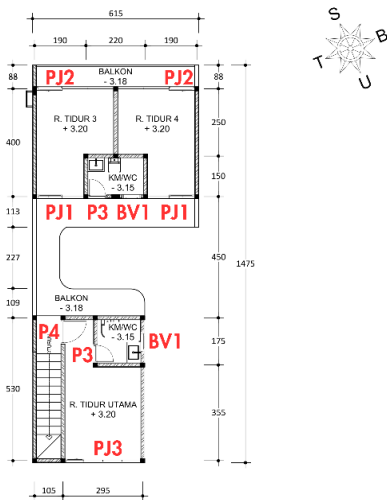 615
190 220 190
S
B
T
U
88
BALKON
- 3.18
88
PJ2 PJ2
R. TIDUR 3
+ 3.20
R. TIDUR 4
+ 3.20
400
250
KM/WC
- 3.15
150
PJ1 P3 BV1 PJ1
113
227
450
1475
109
BALKON
- 3.18
P4
KM/WC
- 3.15
BV1
P3
175
530
R. TIDUR UTAMA
+ 3.20
355
PJ3
105 295